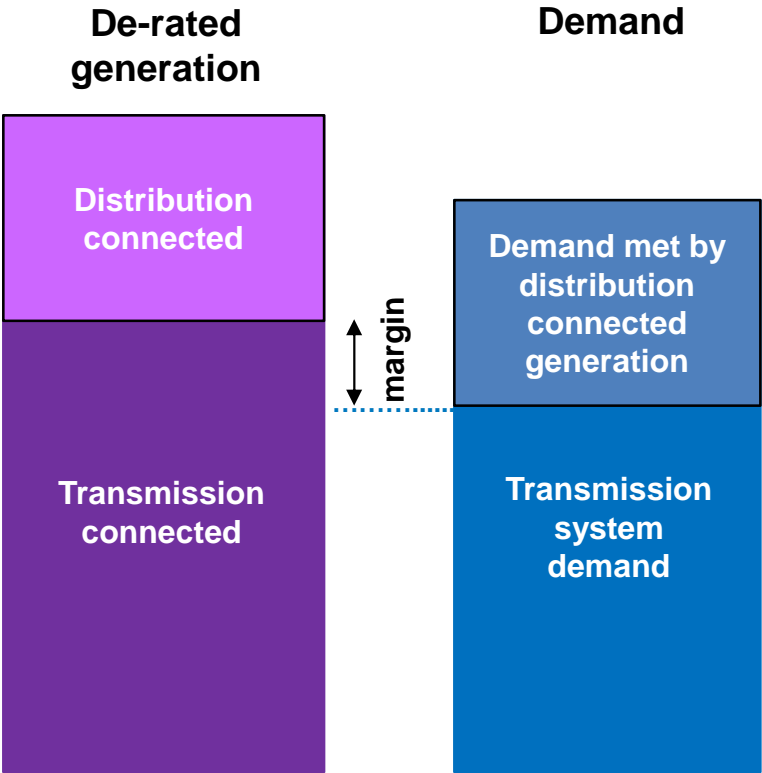 De-rated
generation
Demand
Distribution
connected
Demand met by
distribution
connected
generation
margin
Transmission
connected
Transmission
system
demand